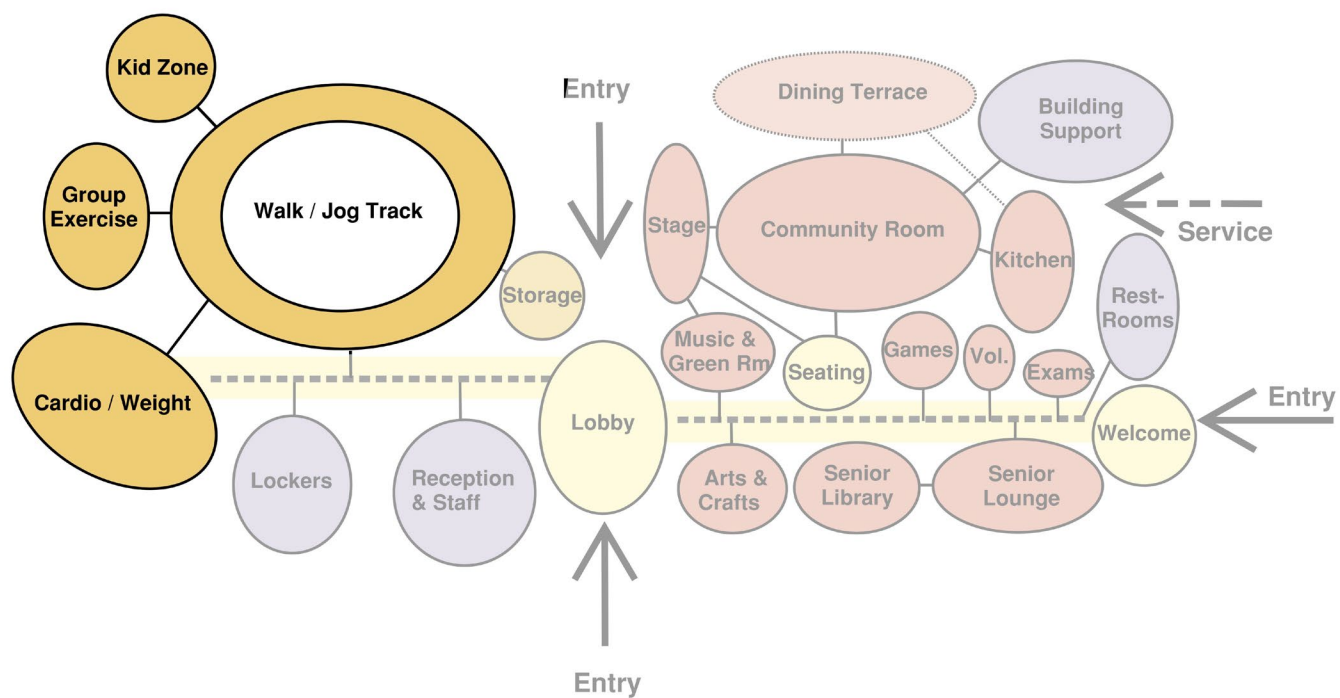 Kid Zone
Group
Exercise
Walk / Jog Track
Cardio / Weight
Storage
Lockers
Reception
& Staff
Entry
Lobby
Entry
Dining Terrace
Building
Support
Stage
Community Room
Kitchen
Service
Rest-
Rooms
Music &
Green Rm
Seating
Games
Vol.
Exams
Entry
Welcome
Arts &
Crafts
Senior
Library
Senior
Lounge